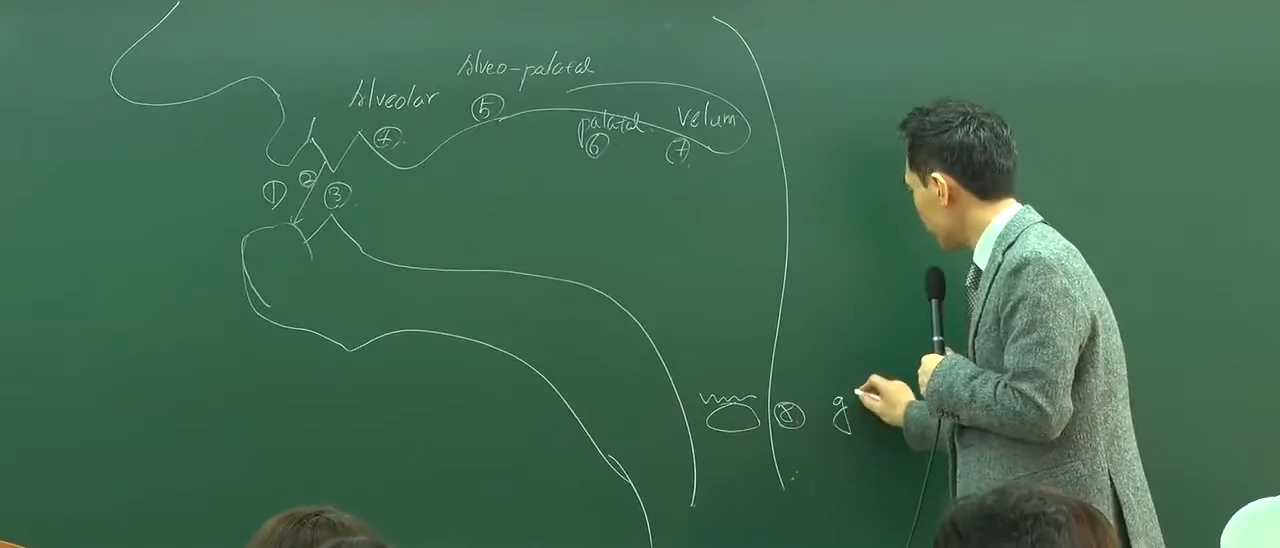 Alveo-palatal
Alveolar
④
⑤
palatal
⑥
velum
⑦
①
②
③
⑧
g